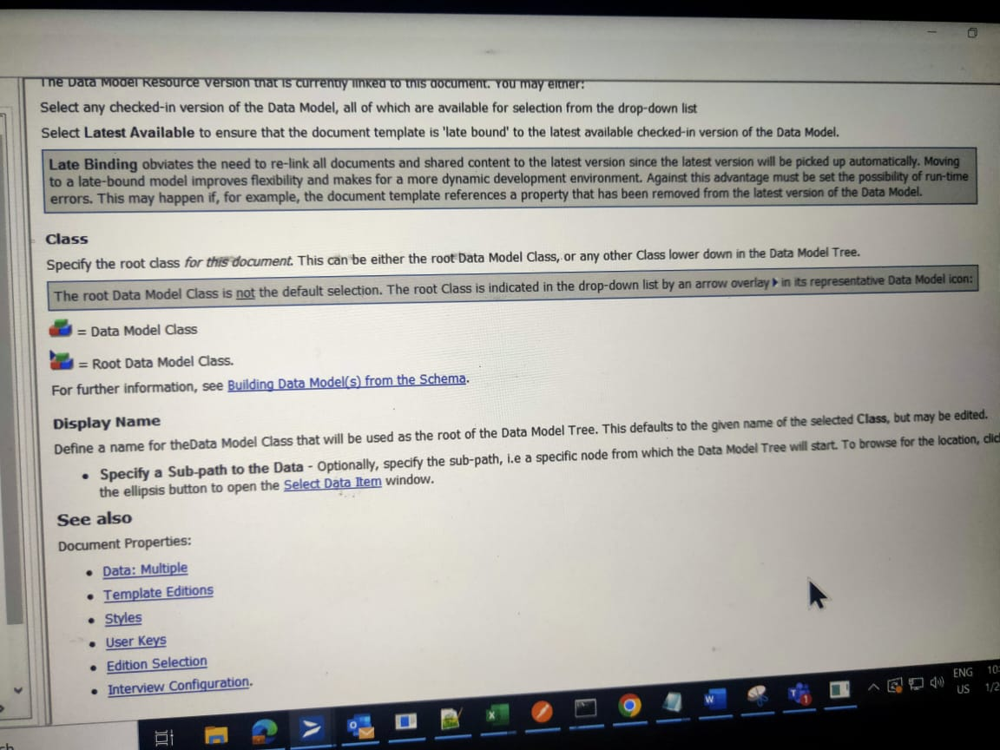 The Data Model Resource Version that is currently linked to this document. You may either:
Select any checked-in version of the Data Model, all of which are available for selection from the drop-down list
Select Latest Available to ensure that the document template is 'late bound' to the latest available checked-in version of the Data Model.
Late Binding obviates the need to re-link all documents and shared content to the latest version since the latest version will be picked up automatically. Moving
to a late-bound model improves flexibility and makes for a more dynamic development environment. Against this advantage must be set the possibility of run-time
errors. This may happen if, for example, the document template references a property that has been removed from the latest version of the Data Model.
Class
Specify the root class for this document. This can be either the root Data Model Class, or any other Class lower down in the Data Model Tree.
The root Data Model Class is not the default selection. The root Class is indicated in the drop-down list by an arrow overlay in its representative Data Model icon:
= Data Model Class
= Root Data Model Class.
For further information, see Building Data Model(s) from the Schema.
Display Name
Define a name for theData Model Class that will be used as the root of the Data Model Tree. This defaults to the given name of the selected Class, but may be edited.
• Specify a Sub-path to the Data - Optionally, specify the sub-path, i.e a specific node from which the Data Model Tree will start. To browse for the location, clic
the ellipsis button to open the Select Data Item window.
See also
Document Properties:
• Data: Multiple
• Template Editions
• Styles
• User Keys
• Edition Selection
• Interview Configuration.
ENG 10:
US 1/2